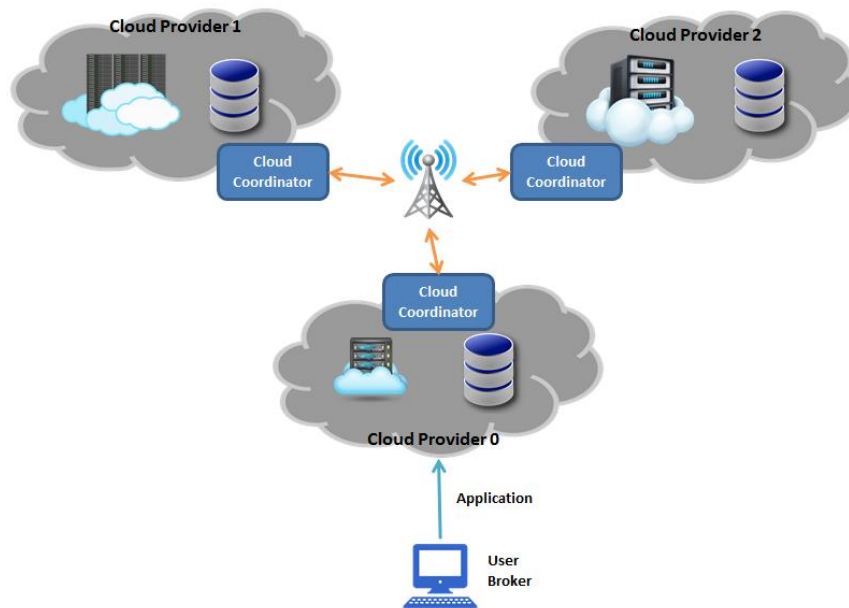 Cloud Provider 1
Cloud Provider 2
Cloud
Coordinator
Cloud
Coordinator
Cloud
Coordinator
Cloud Provider 0
Application
User
Broker